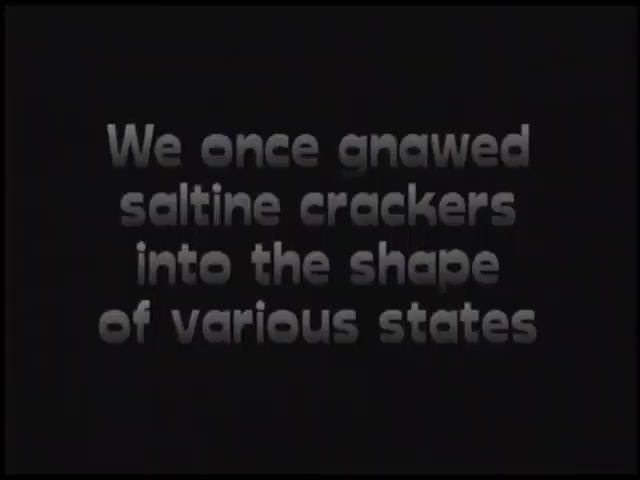 We once gnawed
saltine crackers
into the shape
of various states